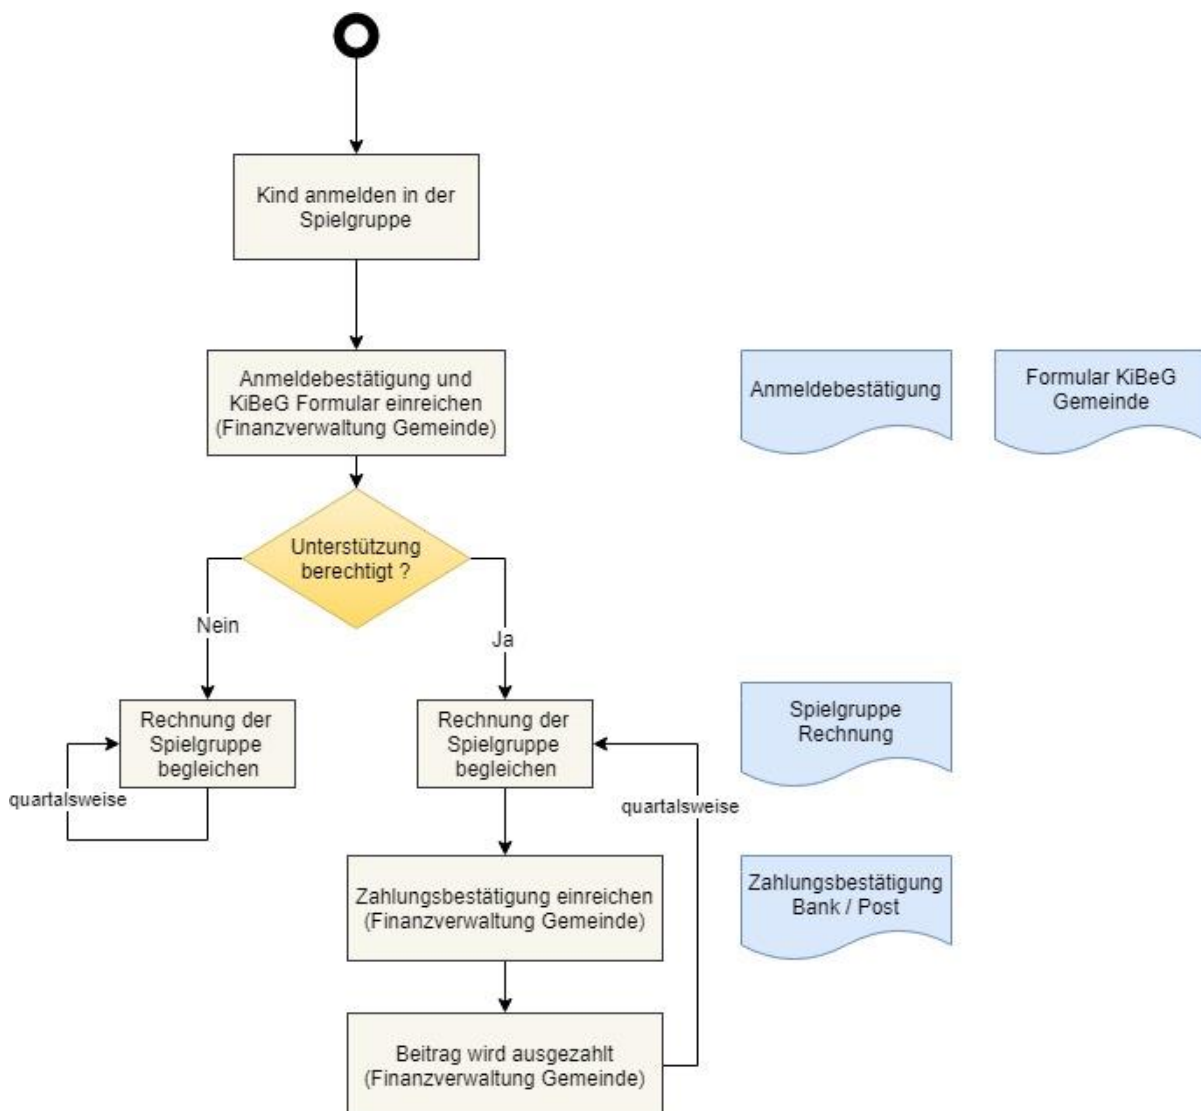 Kind anmelden in der
Spielgruppe
Anmeldebestätigung und
KiBeG Formular einreichen
(Finanzverwaltung Gemeinde)
Anmeldebestätigung
Formular KiBeG
Gemeinde
Unterstützung
berechtigt ?
Nein
Ja
Rechnung der
Spielgruppe
begleichen
Rechnung der
Spielgruppe
begleichen
Spielgruppe
Rechnung
quartalsweise
quartalsweise
Zahlungsbestätigung einreichen
(Finanzverwaltung Gemeinde)
Zahlungsbestätigung
Bank / Post
Beitrag wird ausgezahlt
(Finanzverwaltung Gemeinde)